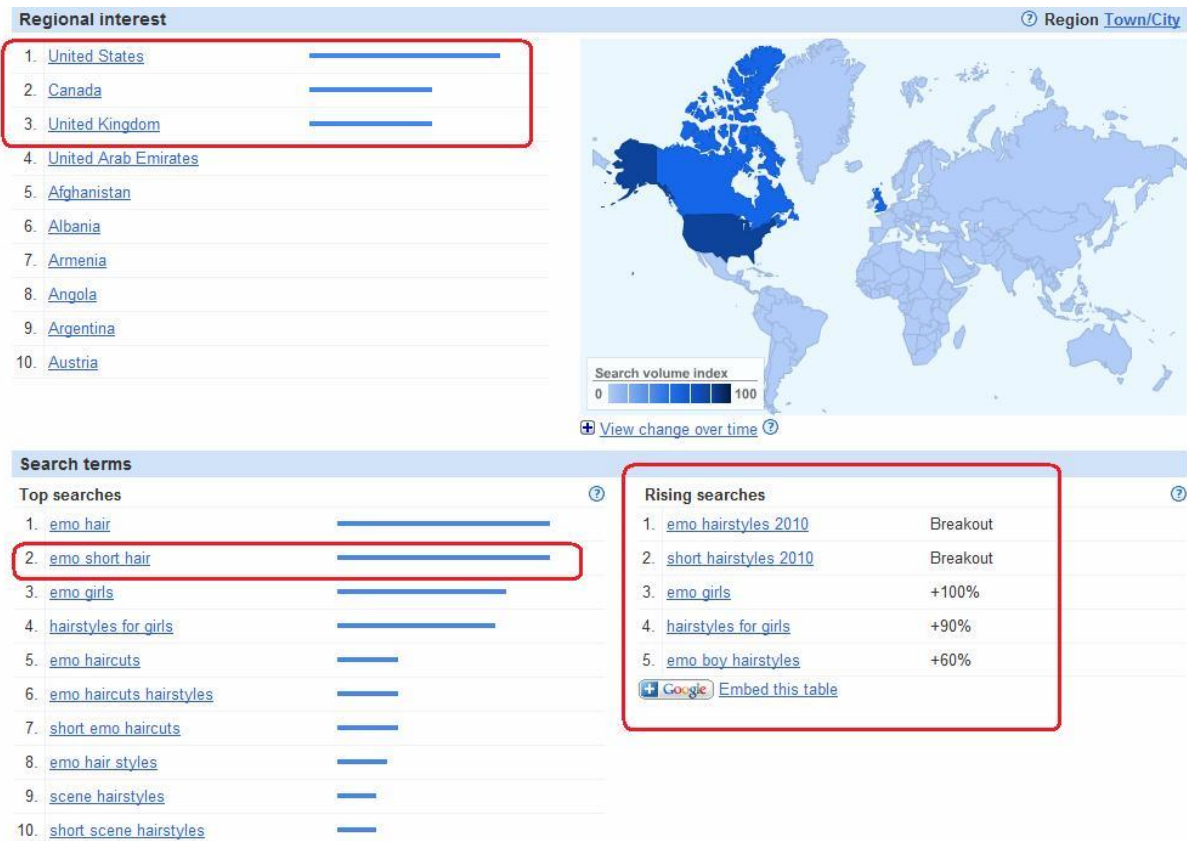 Regional interest
Region Town/City
1. United States
2. Canada
3. United Kingdom
4. United Arab Emirates
5. Afghanistan
6. Albania
7. Armenia
8. Angola
9. Argentina
10. Austria
Search volume index
0 100
View change over time
Search terms
Top searches
1. emo hair
2. emo short hair
3. emo girls
4. hairstyles for girls
5. emo haircuts
6. emo haircuts hairstyles
7. short emo haircuts
8. emo hair styles
9. scene hairstyles
10. short scene hairstyles
Rising searches
1. emo hairstyles 2010 Breakout
2. short hairstyles 2010 Breakout
3. emo girls +100%
4. hairstyles for girls +90%
5. emo boy hairstyles +60%
Google Embed this table